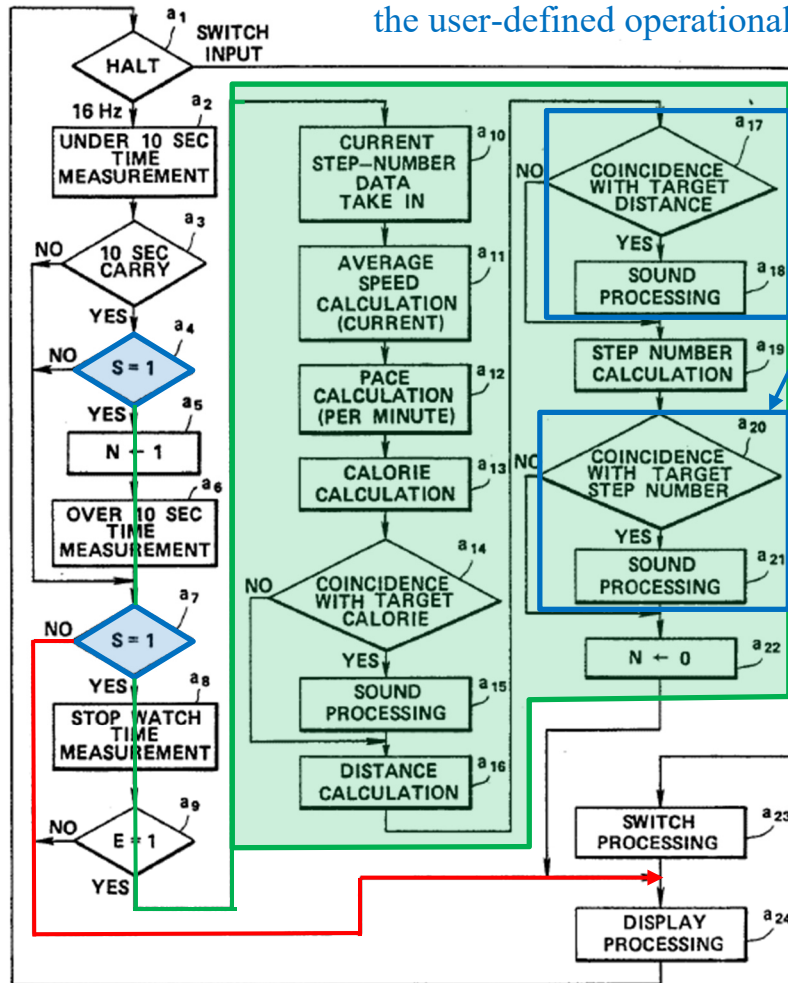 the user-defined operational
a1
SWITCH
INPUT
HALT
16 Hz
a2
UNDER 10 SEC
TIME
MEASUREMENT
a3
NO
10 SEC
CARRY
YES
a4
NO
S = 1
YES
a5
N ← 1
a6
OVER 10 SEC
TIME
MEASUREMENT
a7
NO
S = 1
YES
a8
STOP WATCH
TIME
MEASUREMENT
a9
NO
E = 1
YES
a10
CURRENT
STEP-NUMBER
DATA
TAKE IN
a11
AVERAGE
SPEED
CALCULATION
(CURRENT)
a12
PACE
CALCULATION
(PER MINUTE)
a13
CALORIE
CALCULATION
a14
NO
COINCIDENCE
WITH TARGET
CALORIE
YES
a15
SOUND
PROCESSING
a16
DISTANCE
CALCULATION
a17
NO
COINCIDENCE
WITH TARGET
DISTANCE
YES
a18
SOUND
PROCESSING
a19
STEP NUMBER
CALCULATION
a20
NO
COINCIDENCE
WITH TARGET
STEP NUMBER
YES
a21
SOUND
PROCESSING
a22
N ← 0
a23
SWITCH
PROCESSING
a24
DISPLAY
PROCESSING